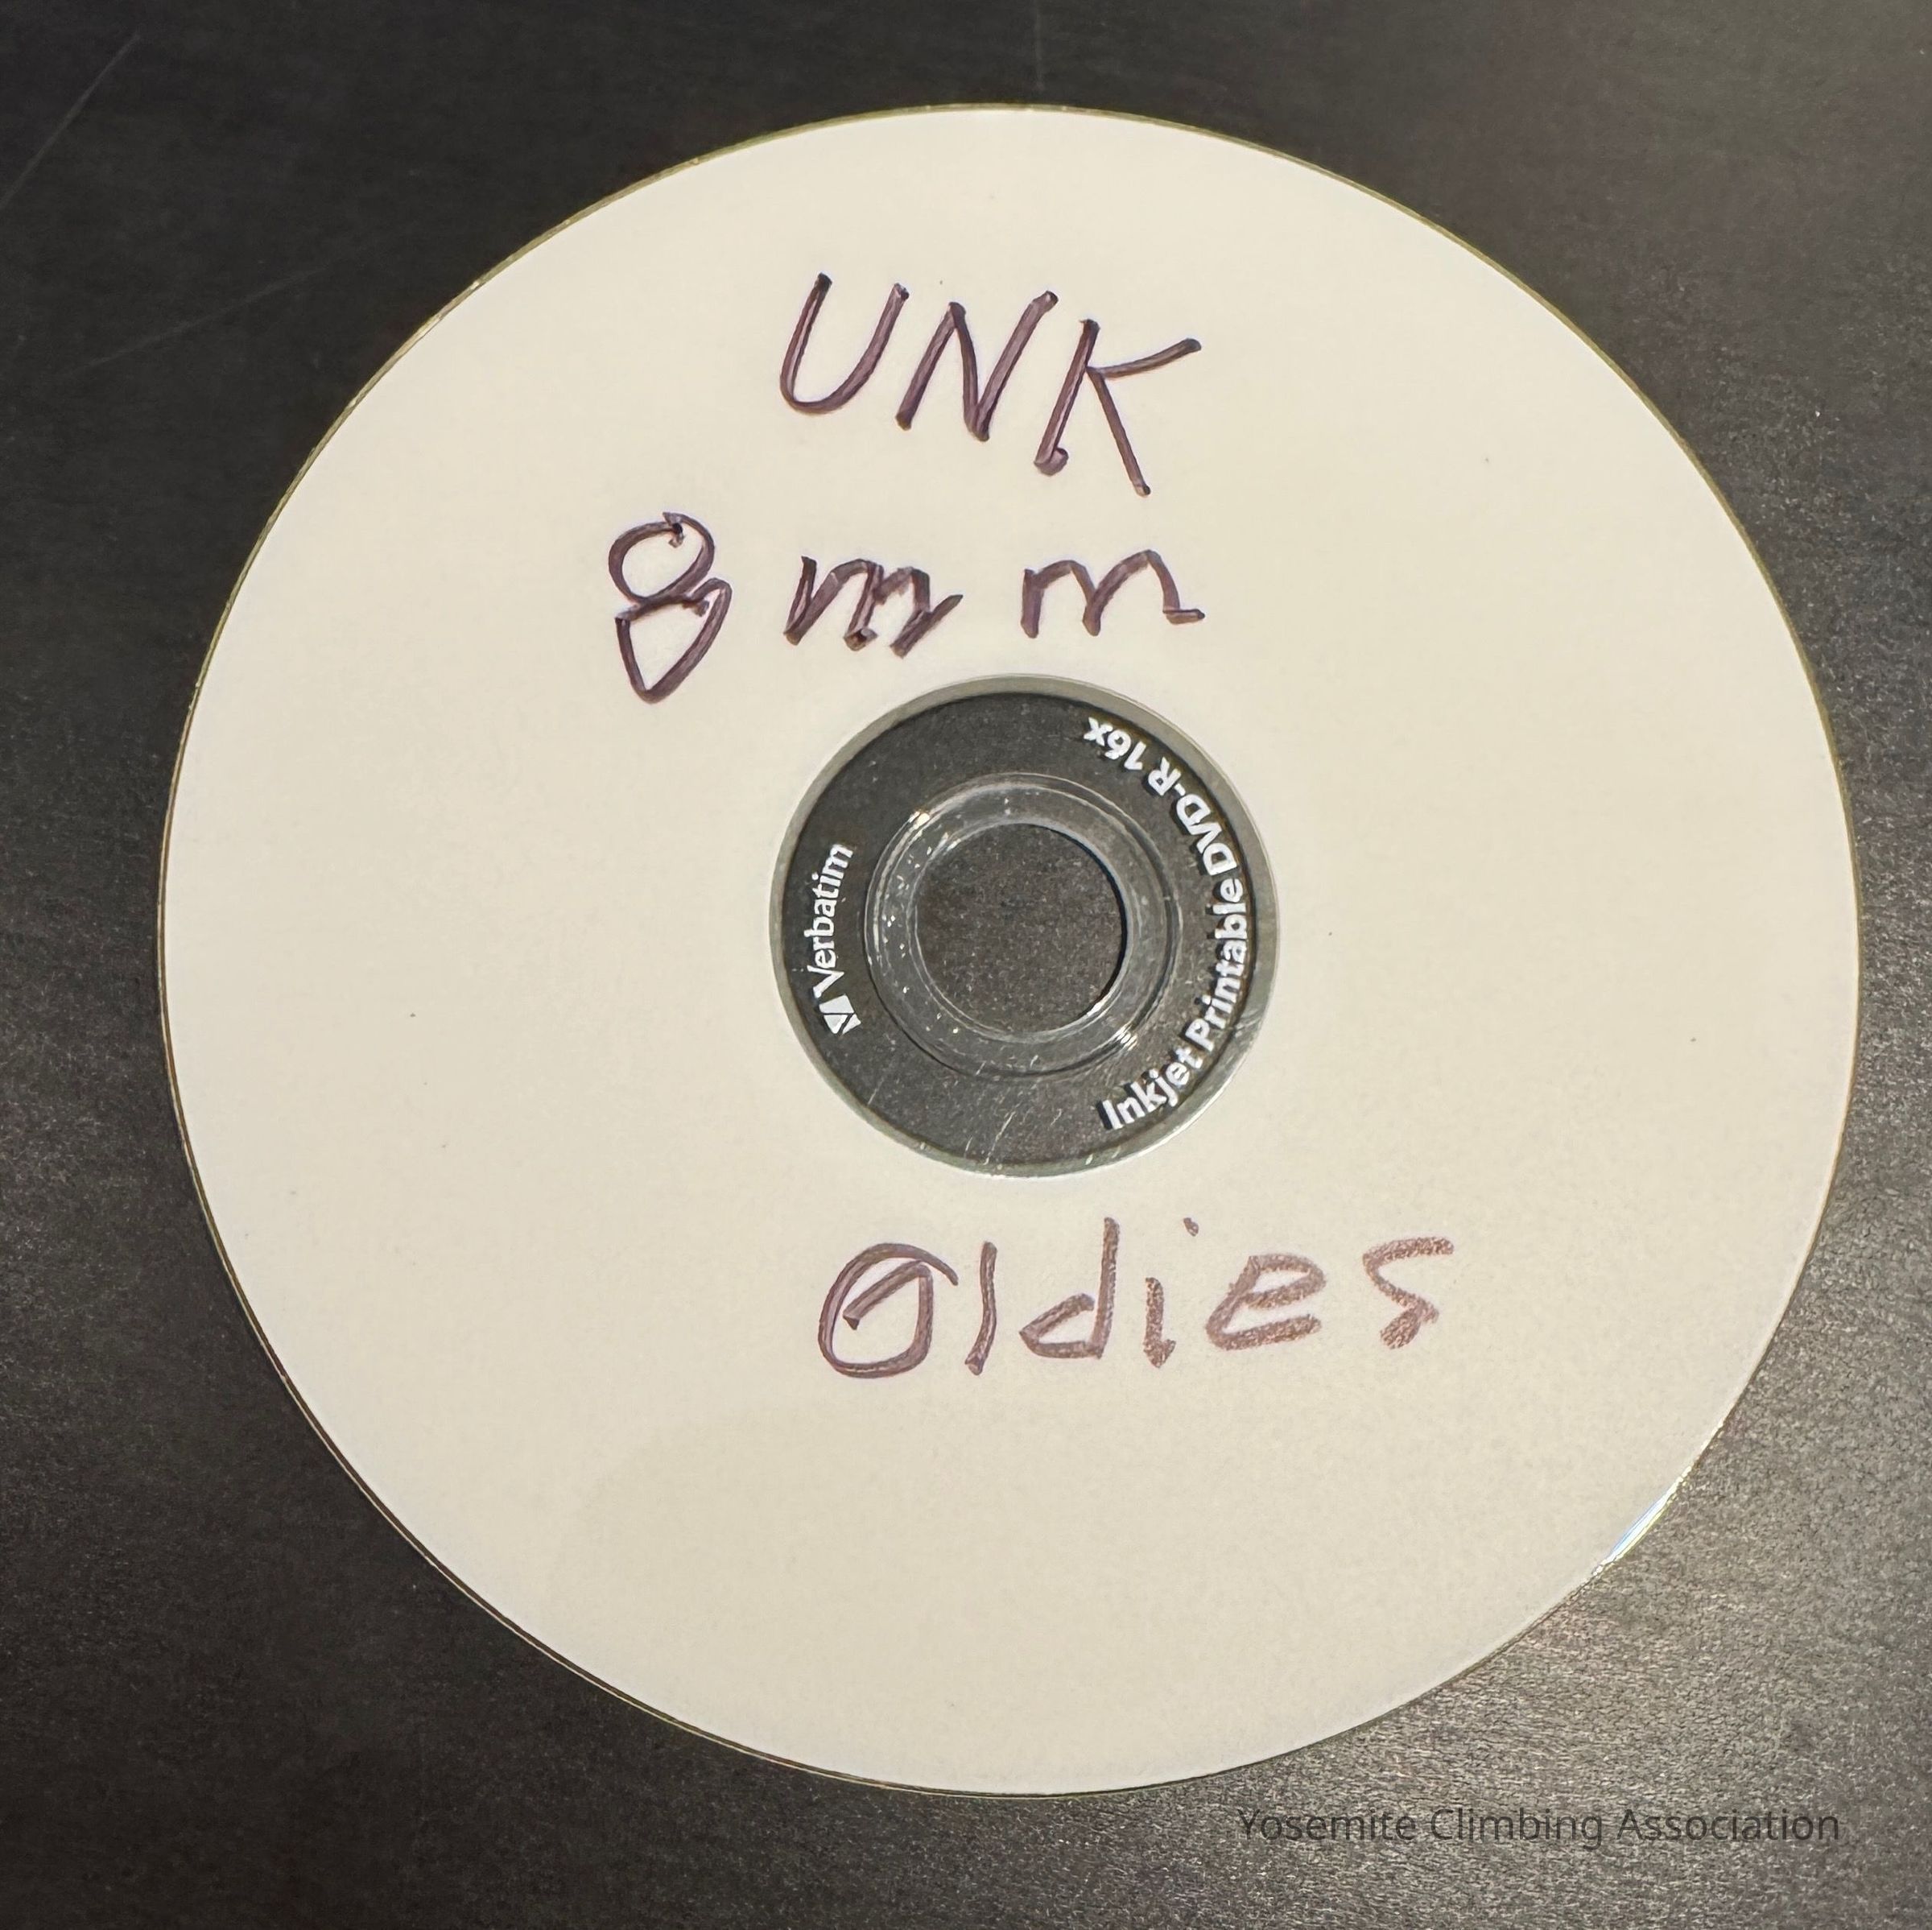 UNK
8mm
Verbatim
Inkjet Printable DVD-R 16x
Oldies
Yosemite Climbing Association